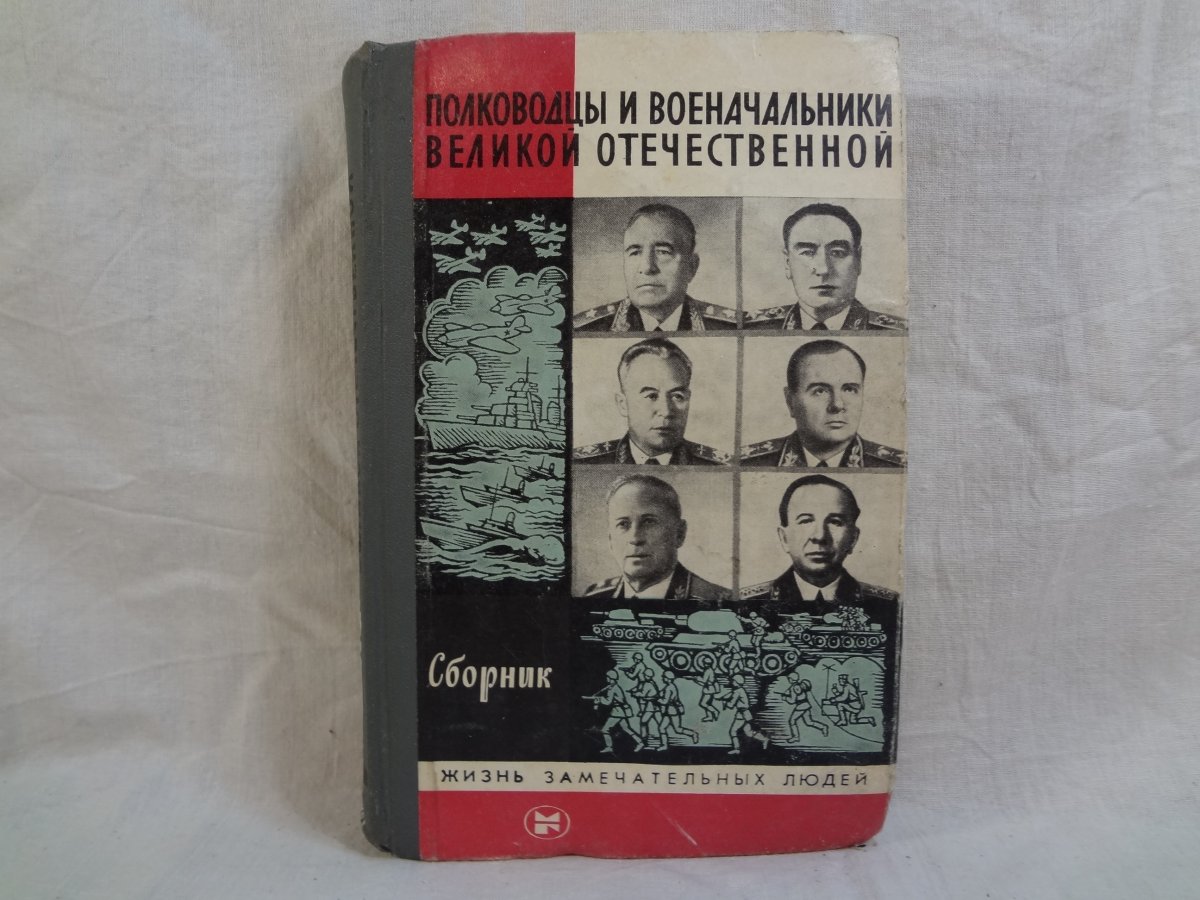 ПОЛКОВОДЦЫ И ВОЕНАЧАЛЬНИКИ
ВЕЛИКОЙ ОТЕЧЕСТВЕННОЙ
Сборник
ЖИЗНЬ ЗАМЕЧАТЕЛЬНЫХ ЛЮДЕЙ